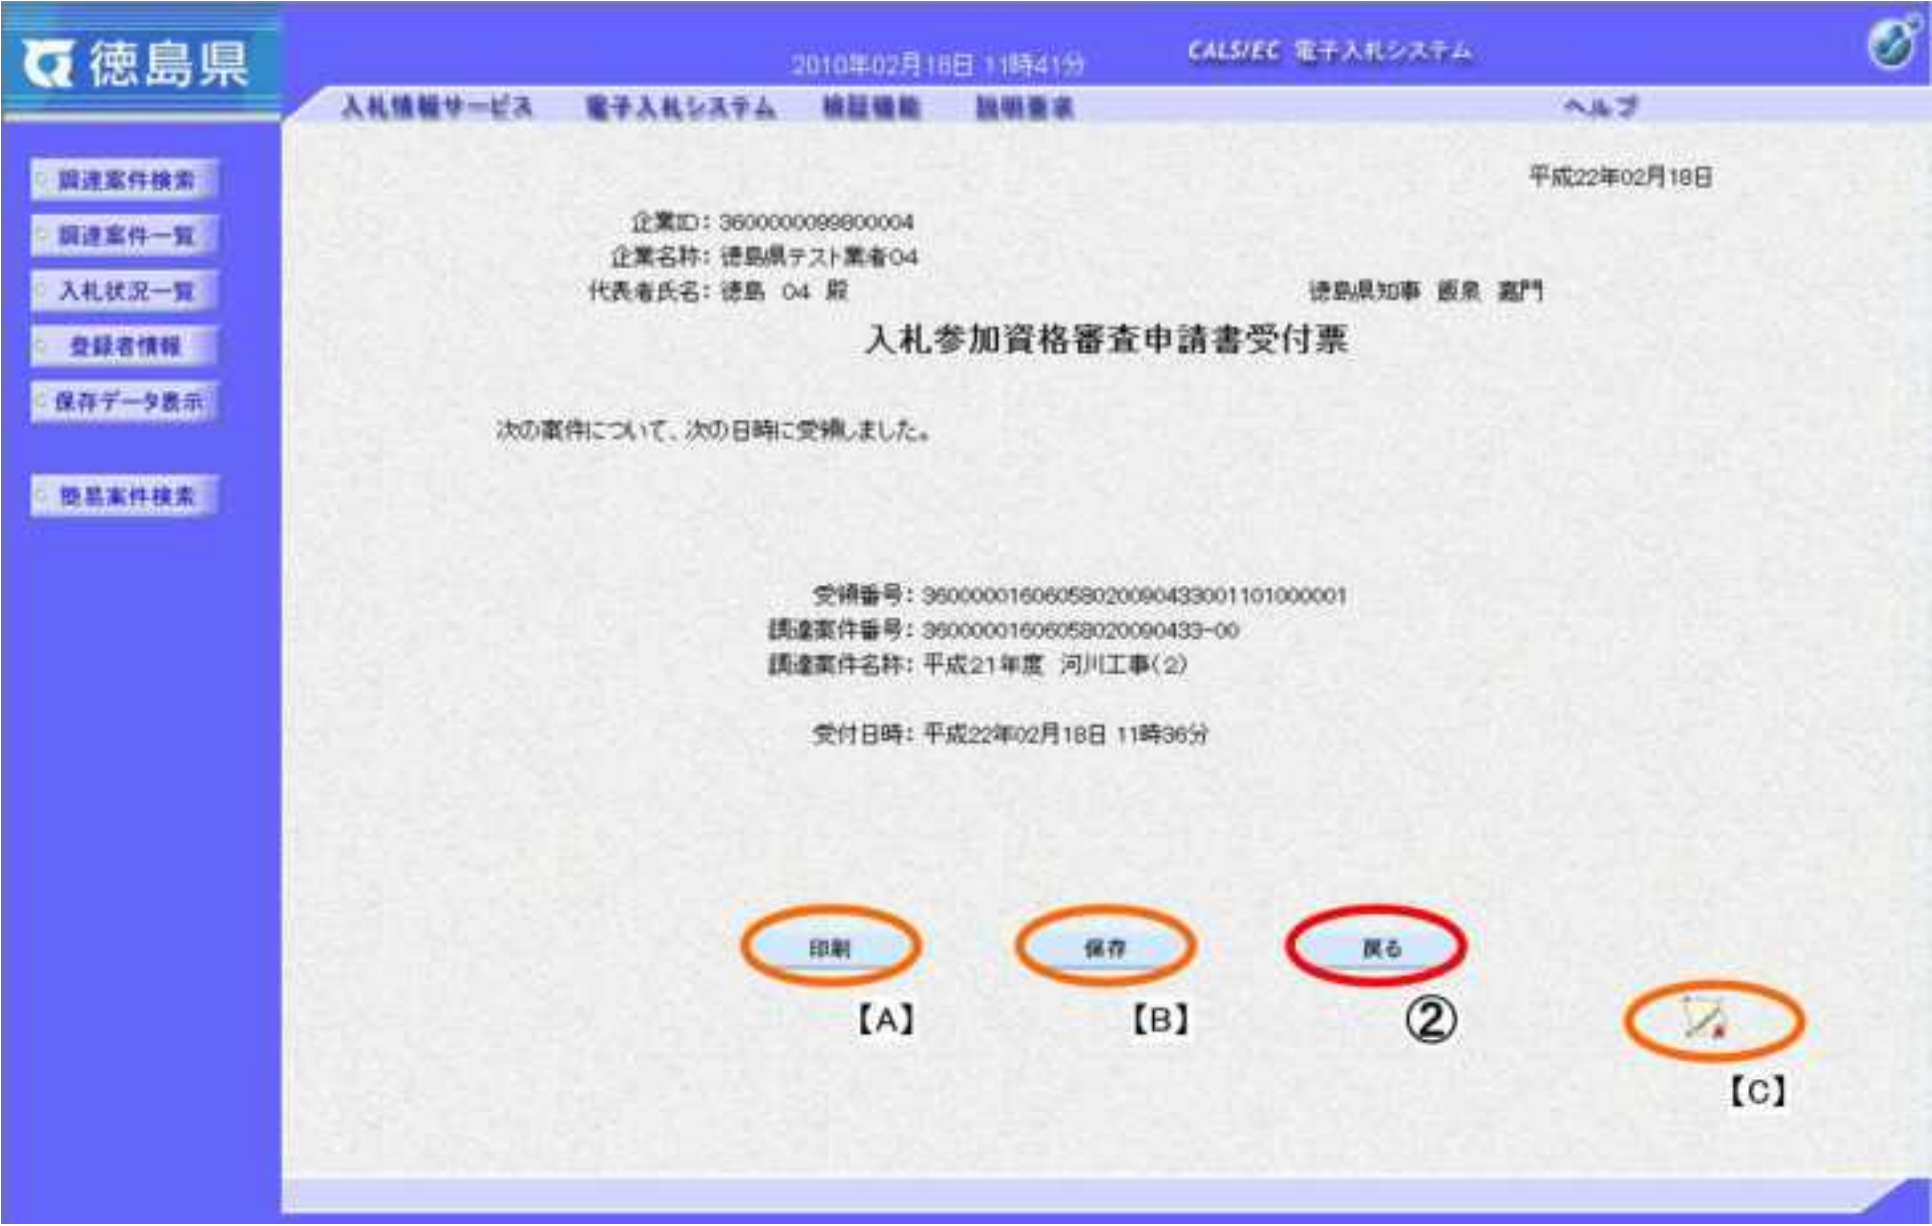 徳島県
2010年02月18日 11時41分
CALS/EC 電子入札システム
入札情報サービス 電子入札システム 検証機能 説明要求 ヘルプ
調達案件検索
調達案件一覧
入札状況一覧
登録者情報
保存データ表示
簡易案件検索
平成22年02月18日
企業ID：3600000099800004
企業名称：徳島県テスト業者04
代表者氏名：徳島 04 殿
徳島県知事 飯泉 嘉門
入札参加資格審査申請書受付票
次の案件について、次の日時に受領しました。
受領番号：36000001606058020090433001101000001
調達案件番号：36000001606058020090433-00
調達案件名称：平成21年度 河川工事(2)
受付日時：平成22年02月18日 11時36分
印刷 保存 戻る
【A】 【B】 ②
【C】